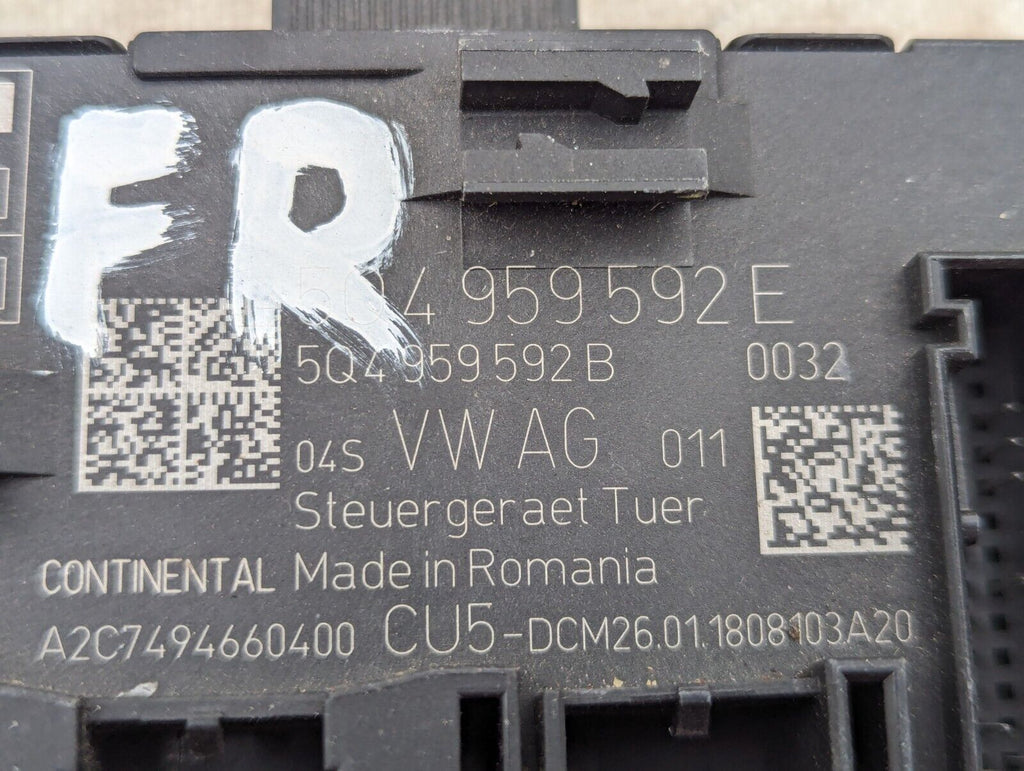 FR
5Q4 959 592 E
5Q4 959 592 B 0032
04S VW AG 011
Steuergeraet Tuer
CONTINENTAL Made in Romania
A2C7494660400 CU5-DCM26.01.1808103A20